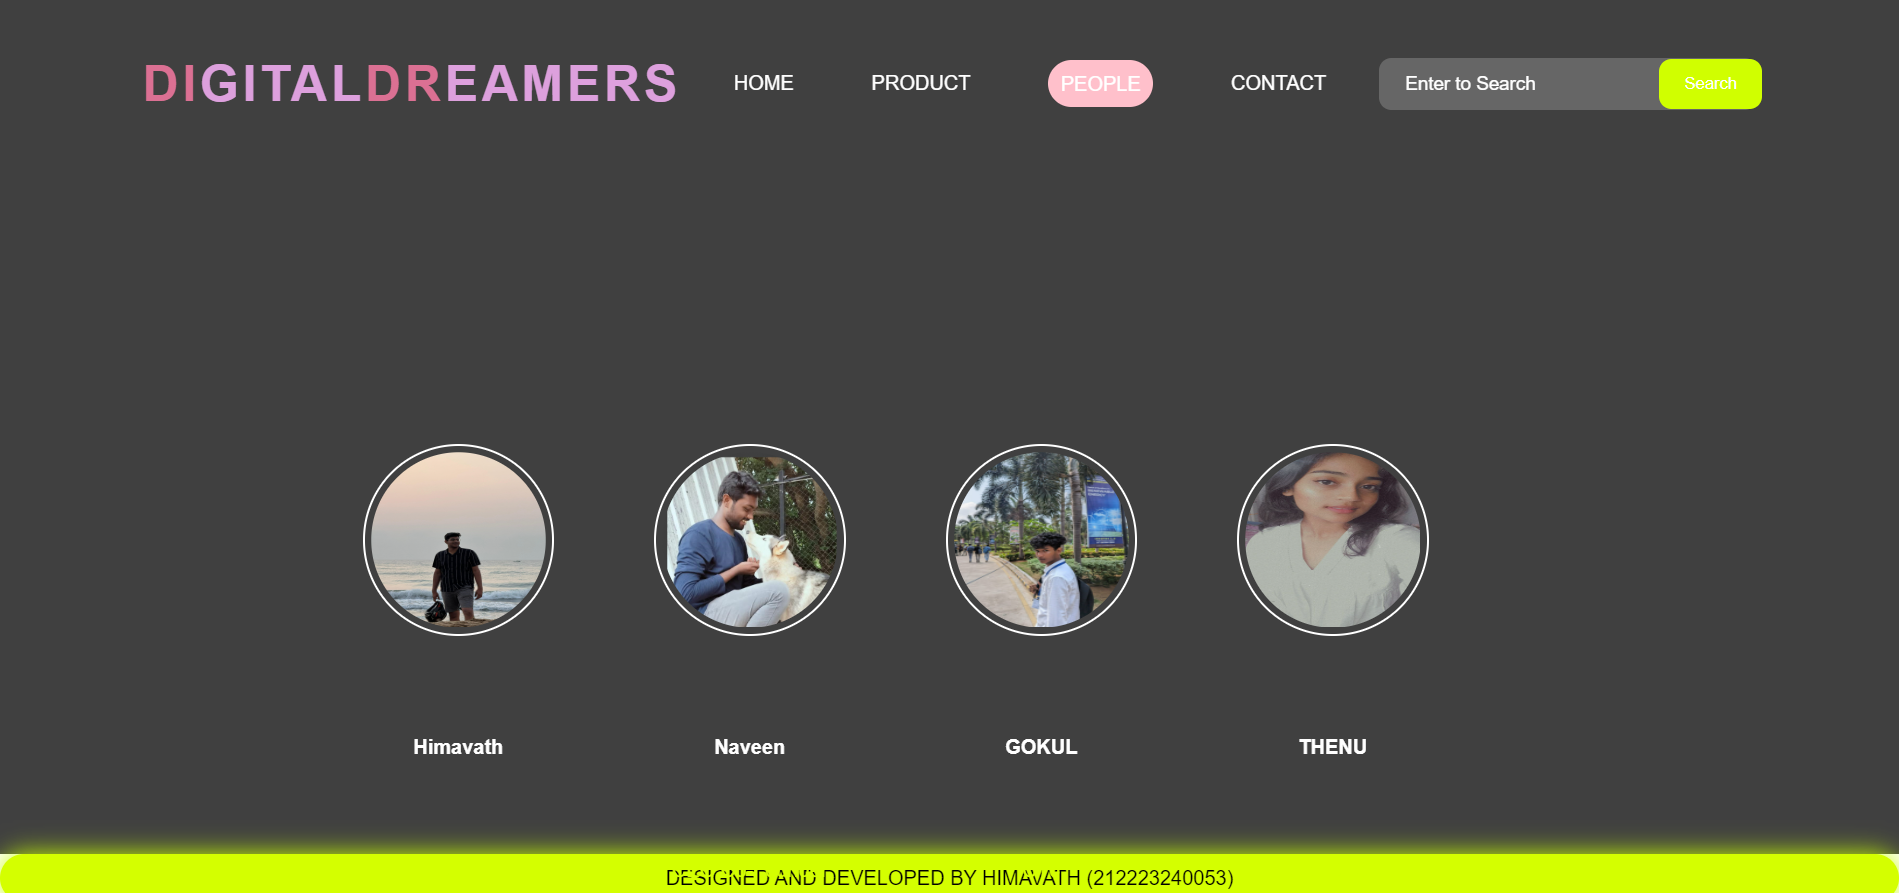 DIGITALDREAMERS HOME PRODUCT PEOPLE CONTACT Enter to Search Search
Himavath Naveen GOKUL THENU
DESIGNED AND DEVELOPED BY HIMAVATH (212223240053)